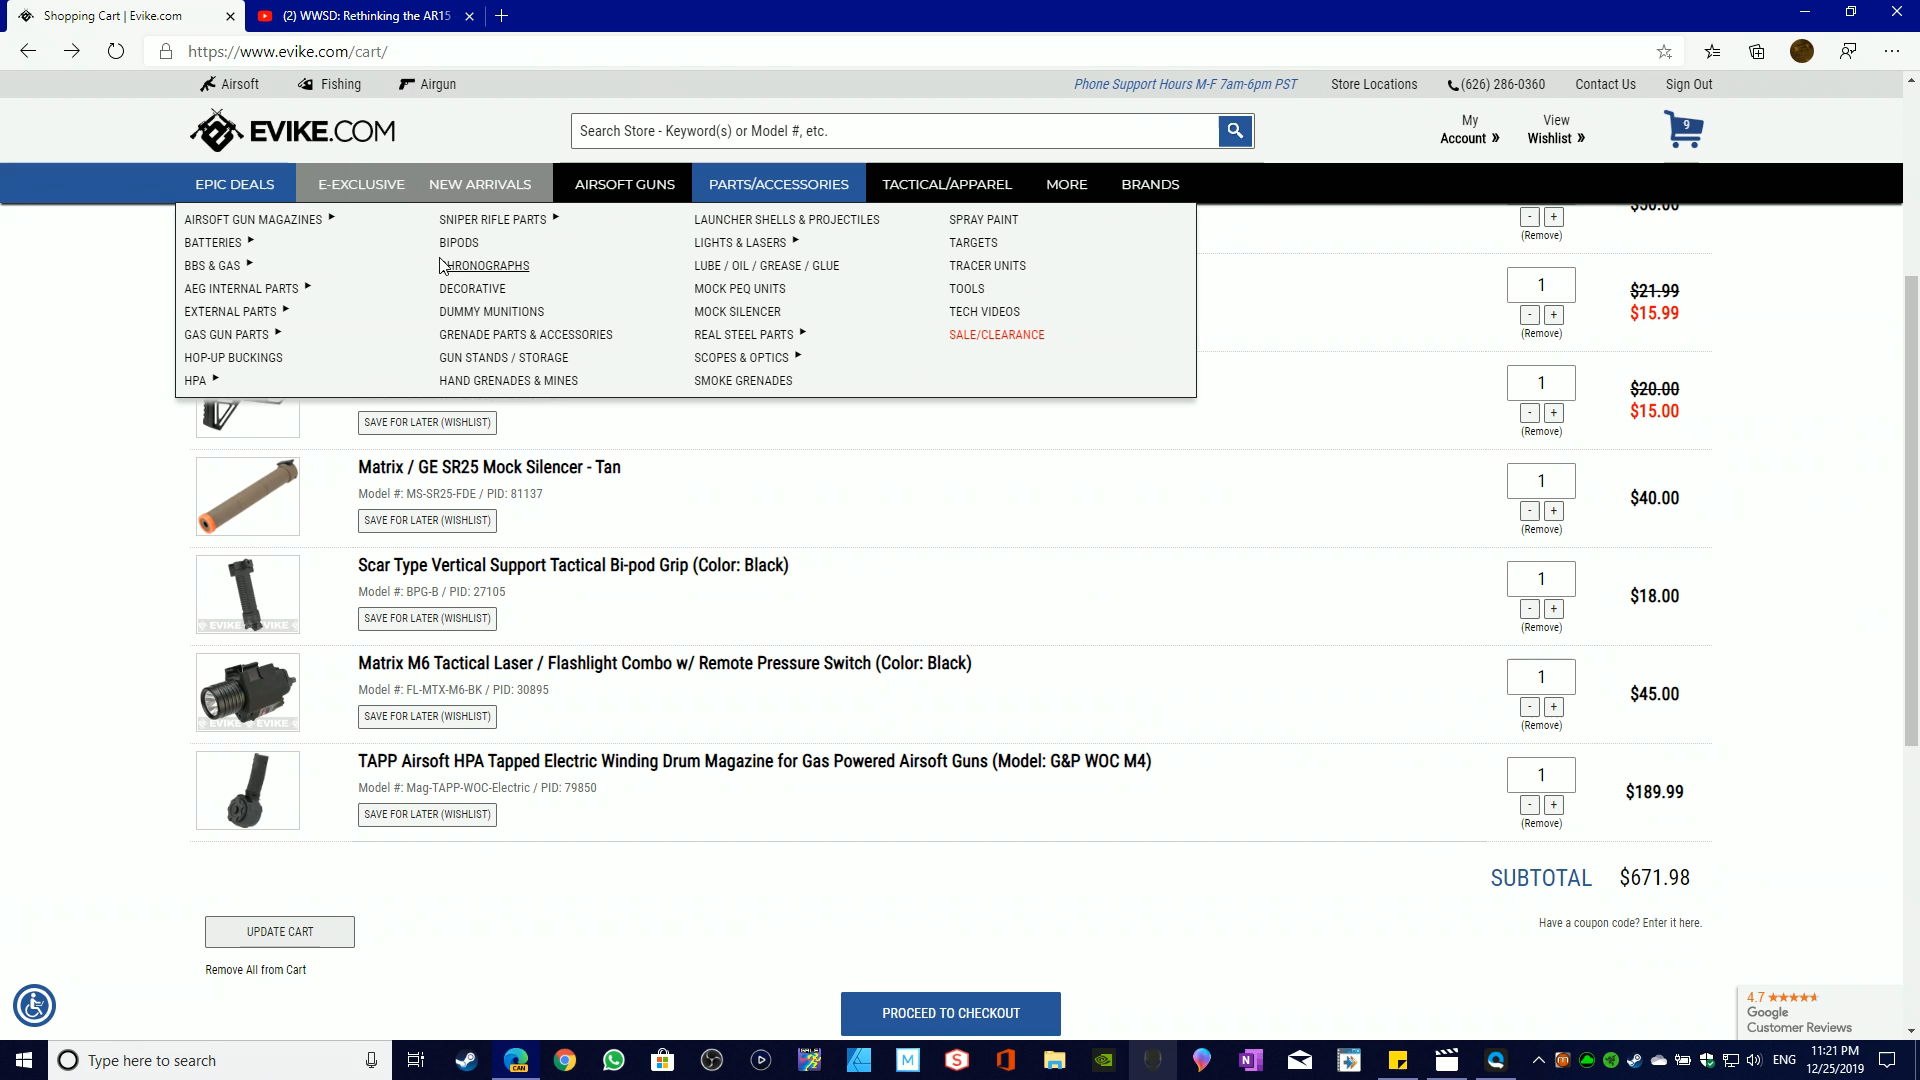 Shopping Cart | Evike.com
(2) WWSD: Rethinking the AR15
https://www.evike.com/cart/
Airsoft Fishing Airgun
Phone Support Hours M-F 7am-6pm PST Store Locations (626) 286-0360 Contact Us Sign Out
EVIKE.COM
Search Store - Keyword(s) or Model #, etc.
My Account »
View Wishlist »
9
EPIC DEALS E-EXCLUSIVE NEW ARRIVALS AIRSOFT GUNS PARTS/ACCESSORIES TACTICAL/APPAREL MORE BRANDS
AIRSOFT GUN MAGAZINES SNIPER RIFLE PARTS LAUNCHER SHELLS & PROJECTILES SPRAY PAINT
BATTERIES BIPODS LIGHTS & LASERS TARGETS
BBS & GAS CHRONOGRAPHS LUBE / OIL / GREASE / GLUE TRACER UNITS
AEG INTERNAL PARTS DECORATIVE MOCK PEQ UNITS TOOLS
EXTERNAL PARTS DUMMY MUNITIONS MOCK SILENCER TECH VIDEOS
GAS GUN PARTS GRENADE PARTS & ACCESSORIES REAL STEEL PARTS SALE/CLEARANCE
HOP-UP BUCKINGS GUN STANDS / STORAGE SCOPES & OPTICS
HPA HAND GRENADES & MINES SMOKE GRENADES
- +
(Remove)
1
- +
(Remove)
$21.99
$15.99
1
- +
(Remove)
$20.00
$15.00
SAVE FOR LATER (WISHLIST)
Matrix / GE SR25 Mock Silencer - Tan
Model #: MS-SR25-FDE / PID: 81137
SAVE FOR LATER (WISHLIST)
1
- +
(Remove)
$40.00
Scar Type Vertical Support Tactical Bi-pod Grip (Color: Black)
Model #: BPG-B / PID: 27105
SAVE FOR LATER (WISHLIST)
EVIKE EVIKE
1
- +
(Remove)
$18.00
Matrix M6 Tactical Laser / Flashlight Combo w/ Remote Pressure Switch (Color: Black)
Model #: FL-MTX-M6-BK / PID: 30895
SAVE FOR LATER (WISHLIST)
EVIKE EVIKE
1
- +
(Remove)
$45.00
TAPP Airsoft HPA Tapped Electric Winding Drum Magazine for Gas Powered Airsoft Guns (Model: G&P WOC M4)
Model #: Mag-TAPP-WOC-Electric / PID: 79850
SAVE FOR LATER (WISHLIST)
1
- +
(Remove)
$189.99
SUBTOTAL $671.98
Have a coupon code? Enter it here.
UPDATE CART
Remove All from Cart
PROCEED TO CHECKOUT
4.7
Google
Customer Reviews
Type here to search
CAN
ENG
11:21 PM
12/25/2019